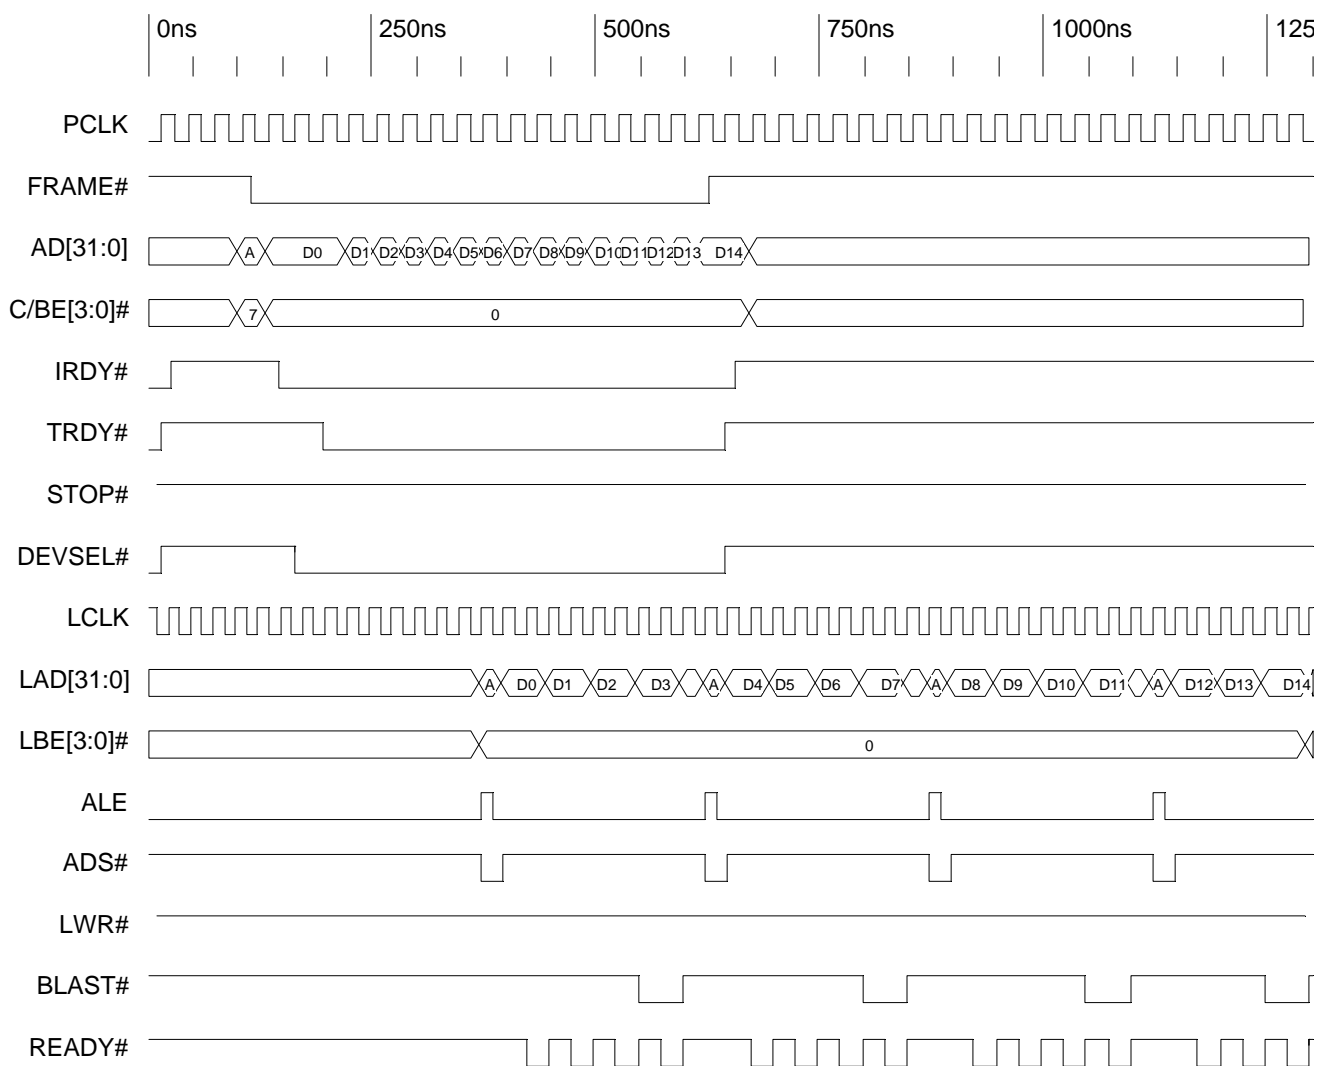 0ns 250ns 500ns 750ns 1000ns 125
PCLK
FRAME#
AD[31:0] A D0 D1 D2 D3 D4 D5 D6 D7 D8 D9 D10 D11 D12 D13 D14
C/BE[3:0]# 7 0
IRDY#
TRDY#
STOP#
DEVSEL#
LCLK
LAD[31:0] A D0 D1 D2 D3 A D4 D5 D6 D7 A D8 D9 D10 D11 A D12 D13 D14
LBE[3:0]# 0
ALE
ADS#
LWR#
BLAST#
READY#